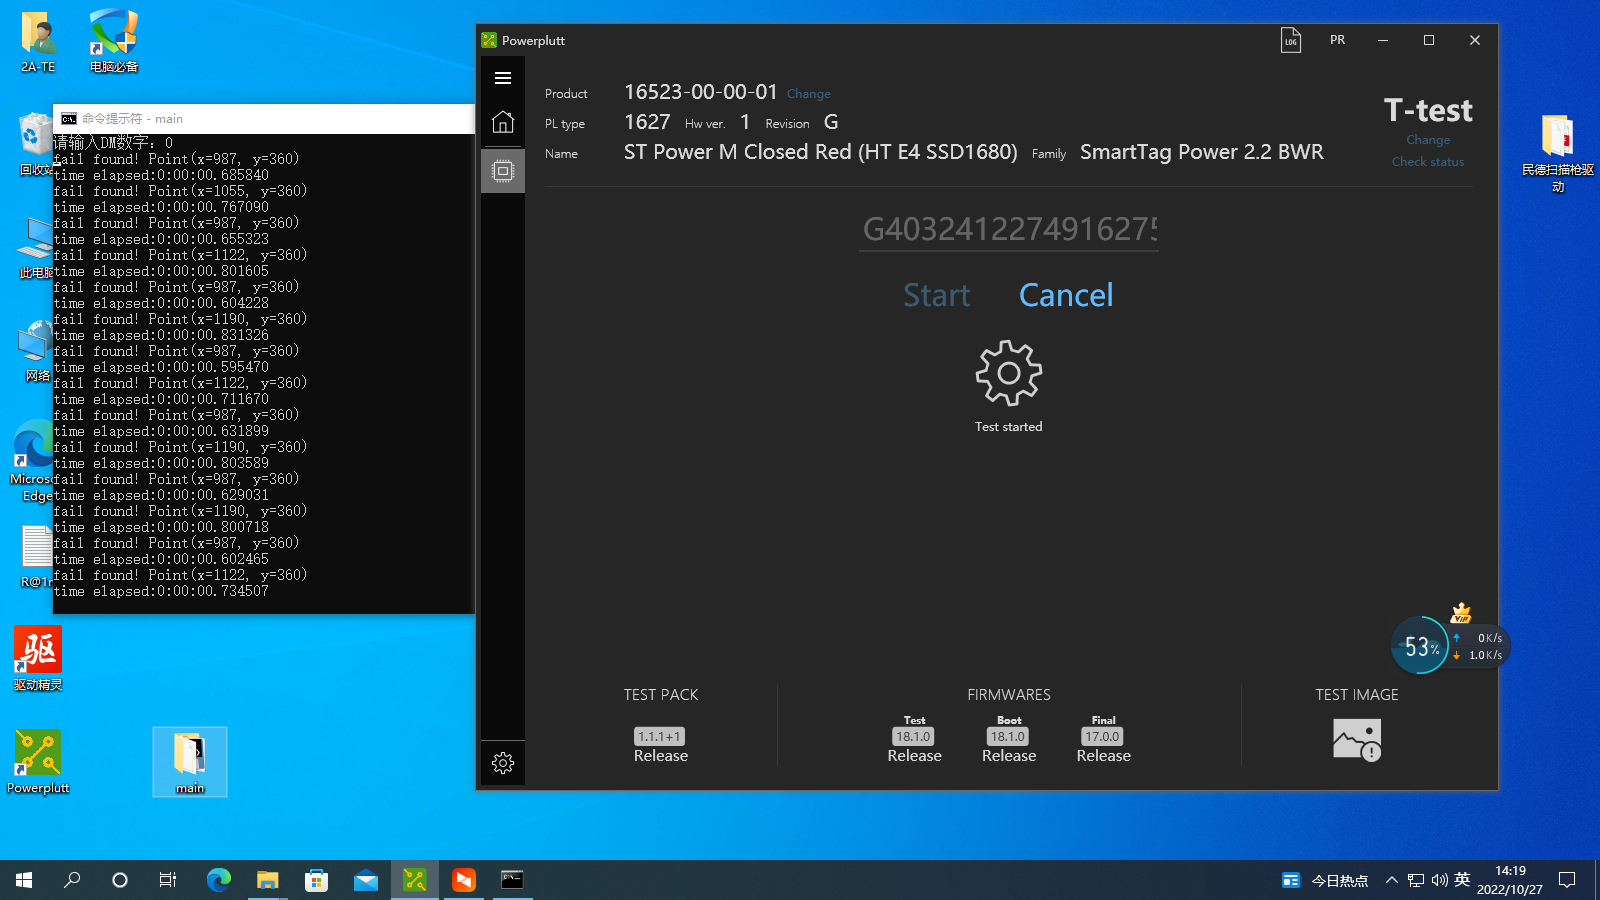 2A-TE
电脑必备
回收站
此电脑
网络
Microso
Edge
R@1r
驱
驱动精灵
Powerplutt
main
命令提示符 - main
请输入DM数字: 0
fail found! Point(x=987, y=360)
time elapsed:0:00:00.685840
fail found! Point(x=1055, y=360)
time elapsed:0:00:00.767090
fail found! Point(x=987, y=360)
time elapsed:0:00:00.655323
fail found! Point(x=1122, y=360)
time elapsed:0:00:00.801605
fail found! Point(x=987, y=360)
time elapsed:0:00:00.604228
fail found! Point(x=1190, y=360)
time elapsed:0:00:00.831326
fail found! Point(x=987, y=360)
time elapsed:0:00:00.595470
fail found! Point(x=1122, y=360)
time elapsed:0:00:00.711670
fail found! Point(x=987, y=360)
time elapsed:0:00:00.631899
fail found! Point(x=1190, y=360)
time elapsed:0:00:00.803589
fail found! Point(x=987, y=360)
time elapsed:0:00:00.629031
fail found! Point(x=1190, y=360)
time elapsed:0:00:00.800718
fail found! Point(x=987, y=360)
time elapsed:0:00:00.602465
fail found! Point(x=1122, y=360)
time elapsed:0:00:00.734507
Powerplutt
LOG
PR
Product 16523-00-00-01 Change
PL type 1627 Hw ver. 1 Revision G
Name ST Power M Closed Red (HT E4 SSD1680) Family SmartTag Power 2.2 BWR
T-test
Change
Check status
G4032412274916275
Start Cancel
Test started
TEST PACK
1.1.1+1
Release
FIRMWARES
Test Boot Final
18.1.0 18.1.0 17.0.0
Release Release Release
TEST IMAGE
民德扫描枪驱
动
VIP
53%
0K/s
1.0K/s
今日热点
英
14:19
2022/10/27